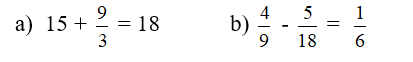 a) 15 + 9/3 = 18 b) 4/9 - 5/18 = 1/6